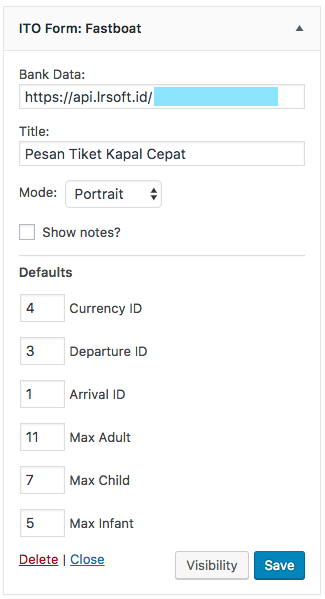 ITO Form: Fastboat
Bank Data:
https://api.lrsoft.id/
Title:
Pesan Tiket Kapal Cepat
Mode: Portrait
Show notes?
Defaults
4 Currency ID
3 Departure ID
1 Arrival ID
11 Max Adult
7 Max Child
5 Max Infant
Delete | Close Visibility Save